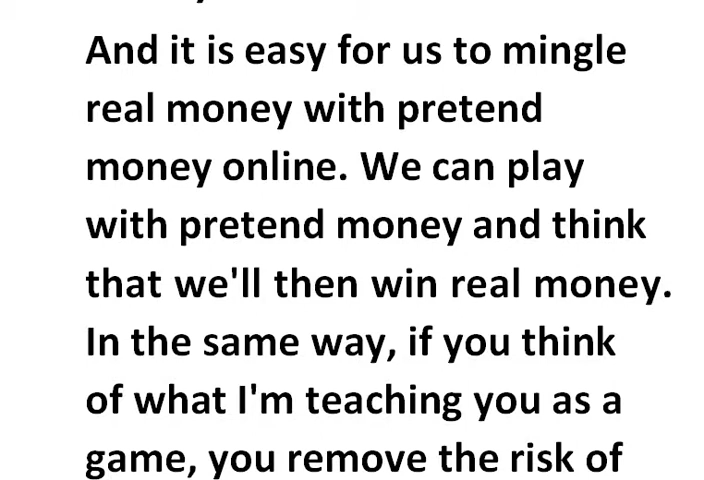 And it is easy for us to mingle
real money with pretend
money online. We can play
with pretend money and think
that we'll then win real money.
In the same way, if you think
of what I'm teaching you as a
game, you remove the risk of